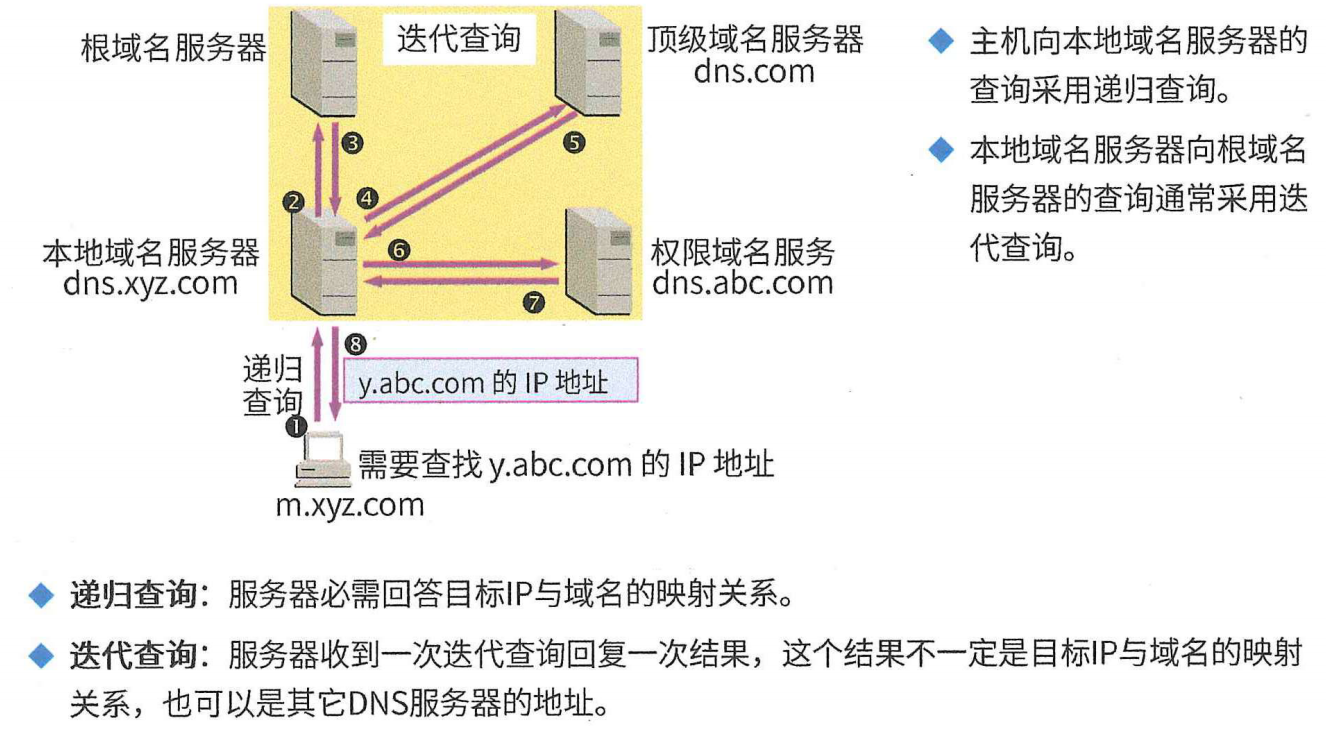 根域名服务器
迭代查询
顶级域名服务器
dns.com
❸
❺
❷
❹
本地域名服务器
dns.xyz.com
❻
权限域名服务
dns.abc.com
❼
❽
递归
查询
y.abc.com 的 IP 地址
❶
需要查找 y.abc.com 的 IP 地址
m.xyz.com
主机向本地域名服务器的
查询采用递归查询。
本地域名服务器向根域名
服务器的查询通常采用迭
代查询。
递归查询：服务器必需回答目标IP与域名的映射关系。
迭代查询：服务器收到一次迭代查询回复一次结果，这个结果不一定是目标IP与域名的映射
关系，也可以是其它DNS服务器的地址。